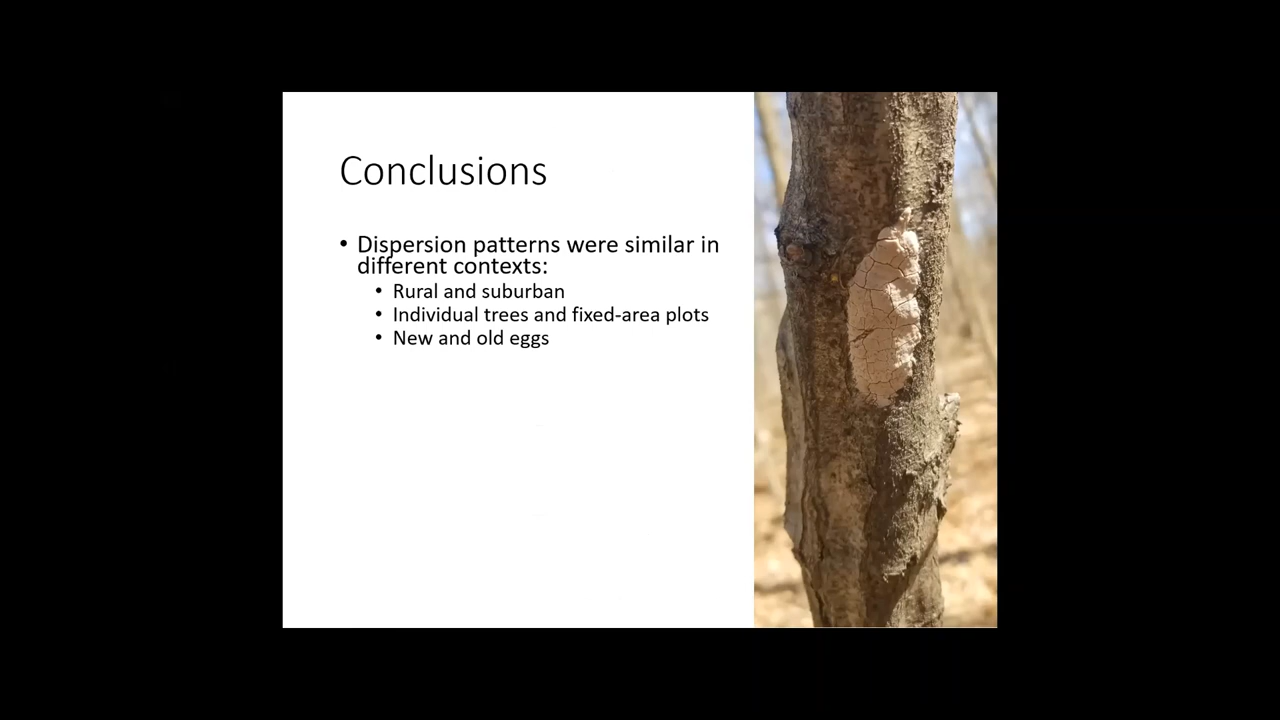 Conclusions
• Dispersion patterns were similar in
different contexts:
• Rural and suburban
• Individual trees and fixed-area plots
• New and old eggs